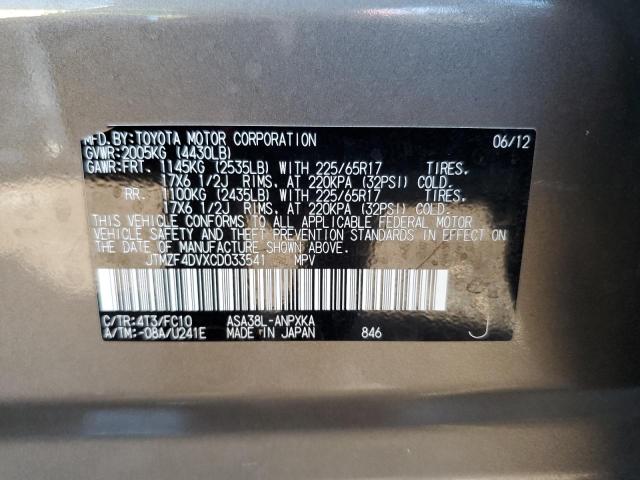 MFD. BY: TOYOTA MOTOR CORPORATION 06/12
GVWR: 2005KG (4430LB)
GAWR: FRT. 1145KG (2535LB) WITH 225/65R17 TIRES.
17X6 1/2J RIMS. AT 220KPA (32PSI) COLD.
RR. 1100KG (2435LB) WITH 225/65R17 TIRES.
17X6 1/2J RIMS. AT 220KPA (32PSI) COLD.
THIS VEHICLE CONFORMS TO ALL APPLICABLE FEDERAL MOTOR
VEHICLE SAFETY AND THEFT PREVENTION STANDARDS IN EFFECT ON
THE DATE OF MANUFACTURE SHOWN ABOVE.
JTMZF4DVXCD033541 MPV
C/TR: 4T3/FC10 ASA38L-ANPXKA
A/TM: -08A/U241E MADE IN JAPAN 846 J